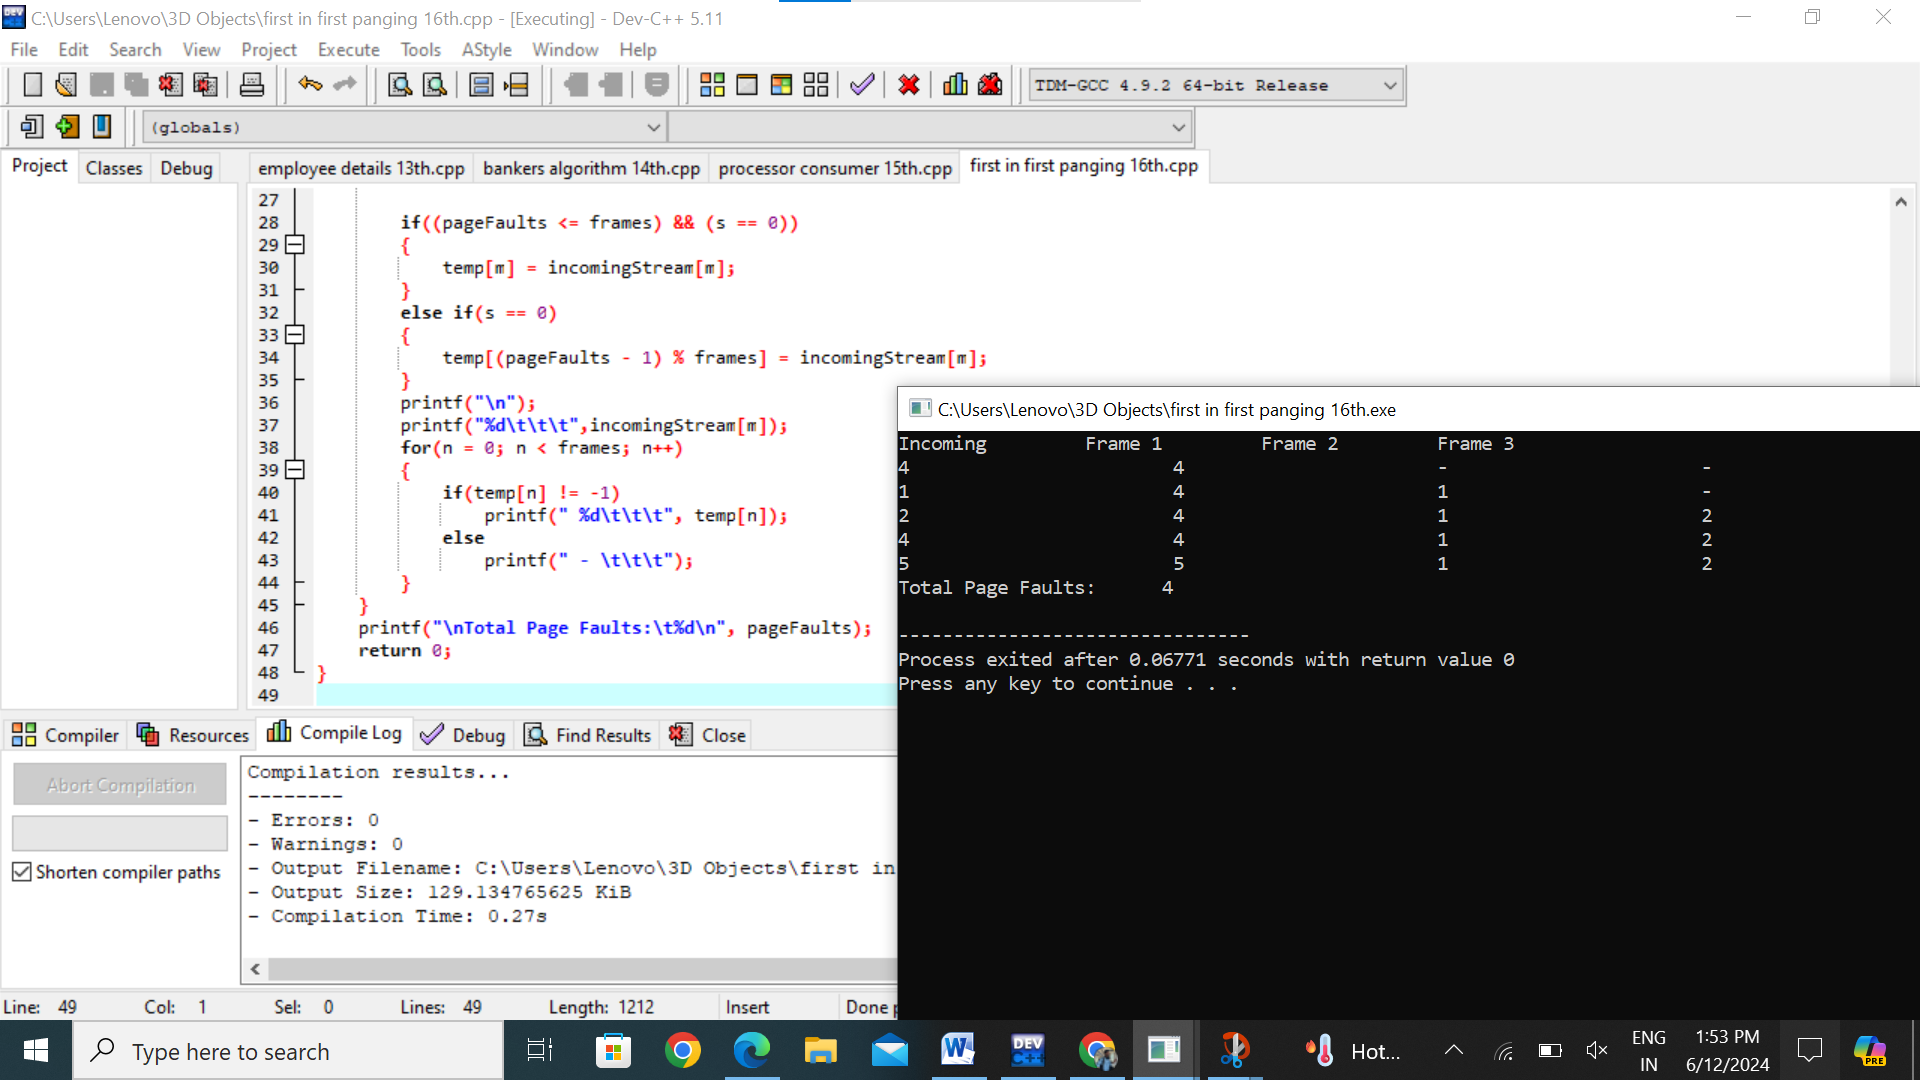 C:\Users\Lenovo\3D Objects\first in first panging 16th.cpp - [Executing] - Dev-C++ 5.11
File Edit Search View Project Execute Tools AStyle Window Help
TDM-GCC 4.9.2 64-bit Release
(globals)
Project Classes Debug
employee details 13th.cpp bankers algorithm 14th.cpp processor consumer 15th.cpp first in first panging 16th.cpp
27
28 if((pageFaults <= frames) && (s == 0))
29 {
30 temp[m] = incomingStream[m];
31 }
32 else if(s == 0)
33 {
34 temp[(pageFaults - 1) % frames] = incomingStream[m];
35 }
36 printf("\n");
37 printf("%d\t\t\t",incomingStream[m]);
38 for(n = 0; n < frames; n++)
39 {
40 if(temp[n] != -1)
41 printf(" %d\t\t\t", temp[n]);
42 else
43 printf(" - \t\t\t");
44 }
45 }
46 printf("\nTotal Page Faults:\t%d\n", pageFaults);
47 return 0;
48 }
49
C:\Users\Lenovo\3D Objects\first in first panging 16th.exe
Incoming Frame 1 Frame 2 Frame 3
4 4 - -
1 4 1 -
2 4 1 2
4 4 1 2
5 5 1 2
Total Page Faults: 4
--------------------------------
Process exited after 0.06771 seconds with return value 0
Press any key to continue . . .
Compiler Resources Compile Log Debug Find Results Close
Abort Compilation
Shorten compiler paths
Compilation results...
--------
- Errors: 0
- Warnings: 0
- Output Filename: C:\Users\Lenovo\3D Objects\first in
- Output Size: 129.134765625 KiB
- Compilation Time: 0.27s
Line: 49 Col: 1 Sel: 0 Lines: 49 Length: 1212 Insert Done
Type here to search
Hot...
ENG
IN
1:53 PM
6/12/2024
DEV
C++
PRE